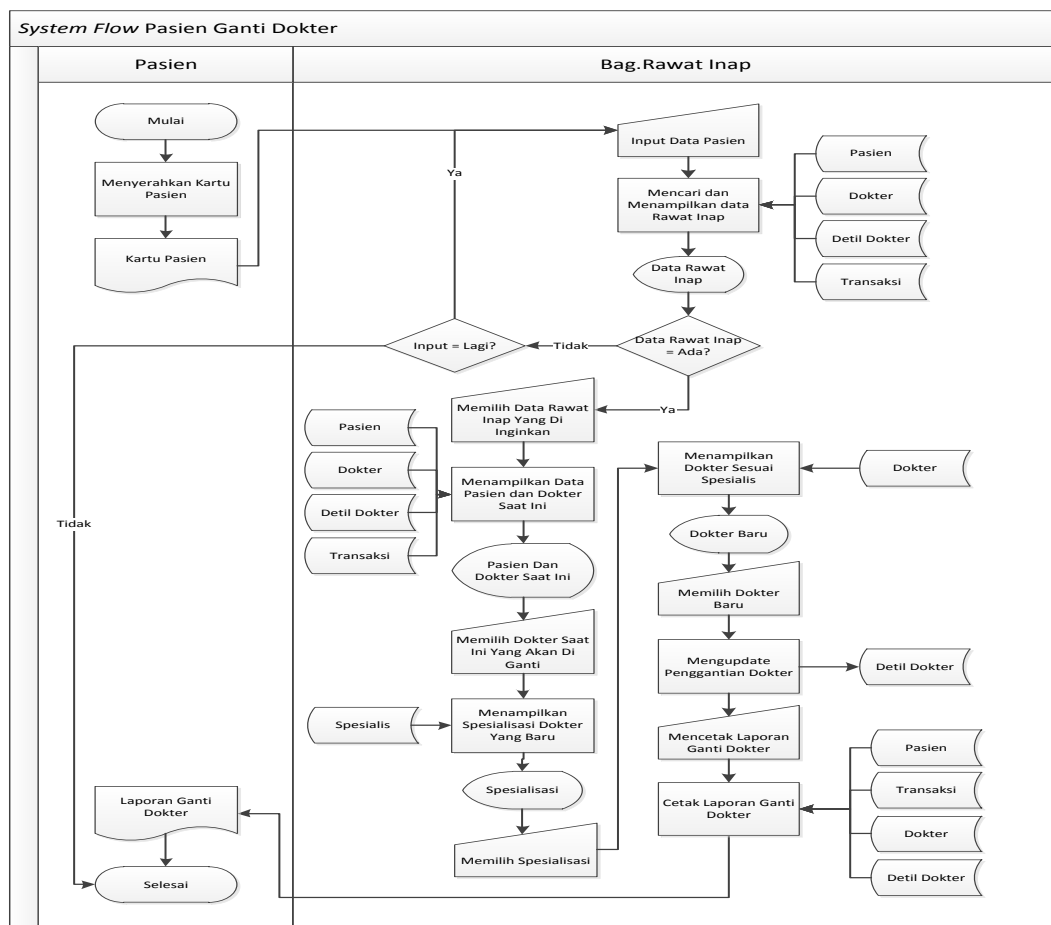 System Flow Pasien Ganti Dokter
Pasien
Bag.Rawat Inap
Mulai
Menyerahkan Kartu
Pasien
Kartu Pasien
Input Data Pasien
Mencari dan
Menampilkan data
Rawat Inap
Pasien
Dokter
Detil Dokter
Transaksi
Data Rawat
Inap
Data Rawat Inap
= Ada?
Tidak
Input = Lagi?
Ya
Ya
Tidak
Memilih Data Rawat
Inap Yang Di
Inginkan
Pasien
Dokter
Detil Dokter
Transaksi
Menampilkan Data
Pasien dan Dokter
Saat Ini
Pasien Dan
Dokter Saat Ini
Memilih Dokter Saat
Ini Yang Akan Di
Ganti
Spesialis
Menampilkan
Spesialisasi Dokter
Yang Baru
Spesialisasi
Memilih Spesialisasi
Menampilkan
Dokter Sesuai
Spesialis
Dokter
Dokter Baru
Memilih Dokter
Baru
Mengupdate
Penggantian Dokter
Detil Dokter
Mencetak Laporan
Ganti Dokter
Cetak Laporan Ganti
Dokter
Pasien
Transaksi
Dokter
Detil Dokter
Laporan Ganti
Dokter
Selesai